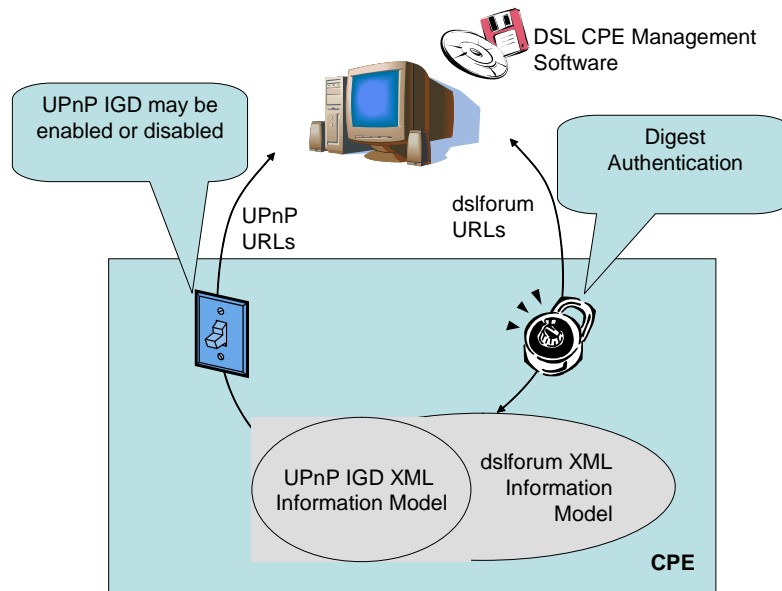 DSL CPE Management
Software
UPnP IGD may be
enabled or disabled
Digest
Authentication
UPnP
URLs
dslforum
URLs
UPnP IGD XML
Information Model
dslforum XML
Information
Model
CPE